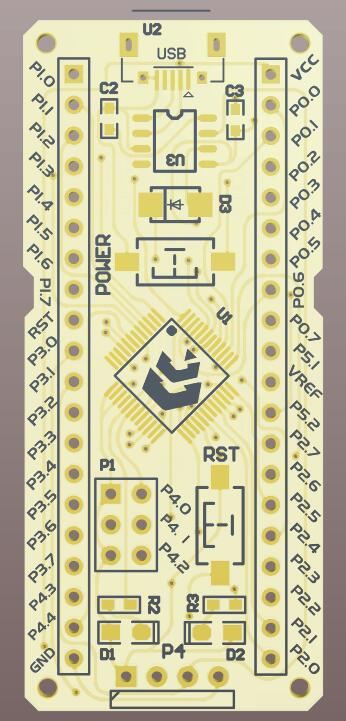 U2
USB
C2
C3
U3
D3
POWER
U1
P1.0
P1.1
P1.2
P1.3
P1.4
P1.5
P1.6
P1.7
RST
P3.0
P3.1
P3.2
P3.3
P3.4
P3.5
P3.6
P3.7
P4.3
P4.4
GND
VCC
P0.0
P0.1
P0.2
P0.3
P0.4
P0.5
P0.6
P0.7
P5.1
VREF
P5.2
P2.7
P2.6
P2.5
P2.4
P2.3
P2.2
P2.1
P2.0
P1
P4.0
P4.1
P4.2
RST
R2
R3
D1
P4
D2